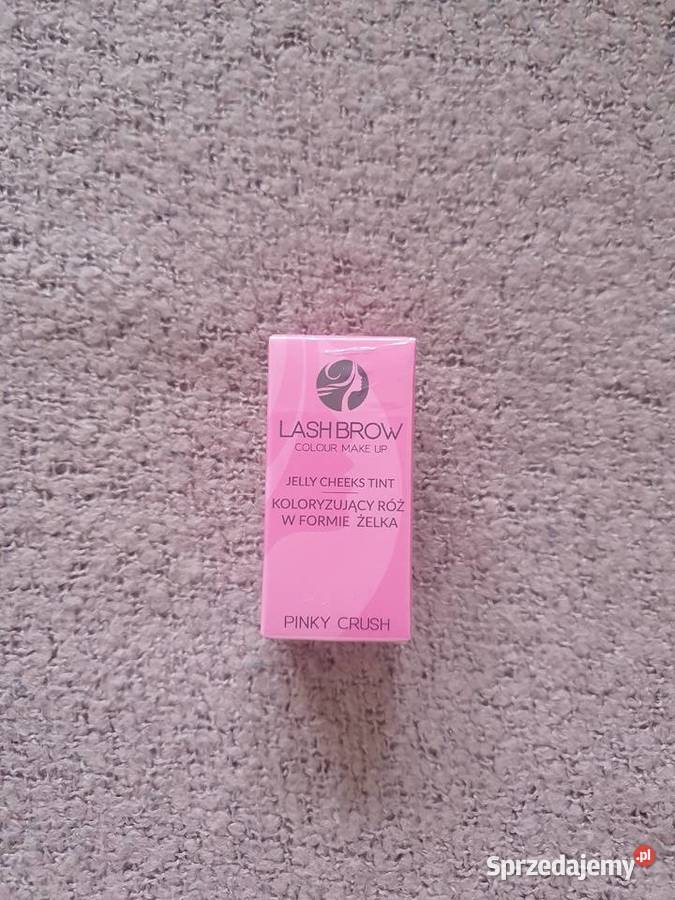 LASH BROW
COLOUR MAKE UP
JELLY CHEEKS TINT
KOLORYZUJĄCY RÓŻ
W FORMIE ŻELKA
PINKY CRUSH
Sprzedajemy.pl